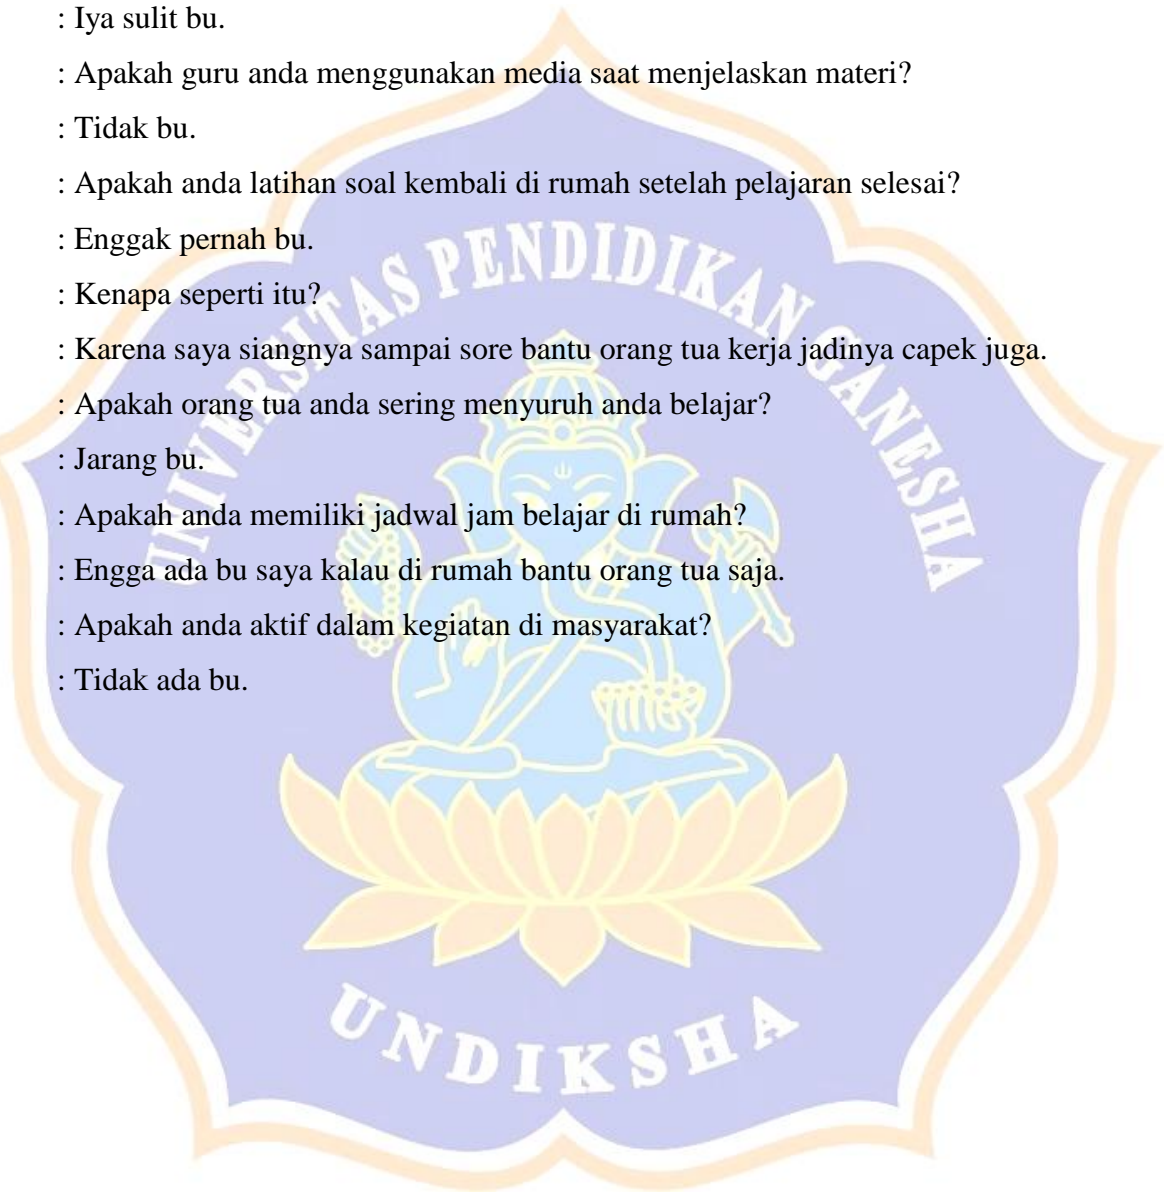 : Iya sulit bu.
: Apakah guru anda menggunakan media saat menjelaskan materi?
: Tidak bu.
: Apakah anda latihan soal kembali di rumah setelah pelajaran selesai?
: Enggak pernah bu.
: Kenapa seperti itu?
: Karena saya siangnya sampai sore bantu orang tua kerja jadinya capek juga.
: Apakah orang tua anda sering menyuruh anda belajar?
: Jarang bu.
: Apakah anda memiliki jadwal jam belajar di rumah?
: Engga ada bu saya kalau di rumah bantu orang tua saja.
: Apakah anda aktif dalam kegiatan di masyarakat?
: Tidak ada bu.
UNIVERSITAS PENDIDIKAN GANESHA
UNDIKSHA